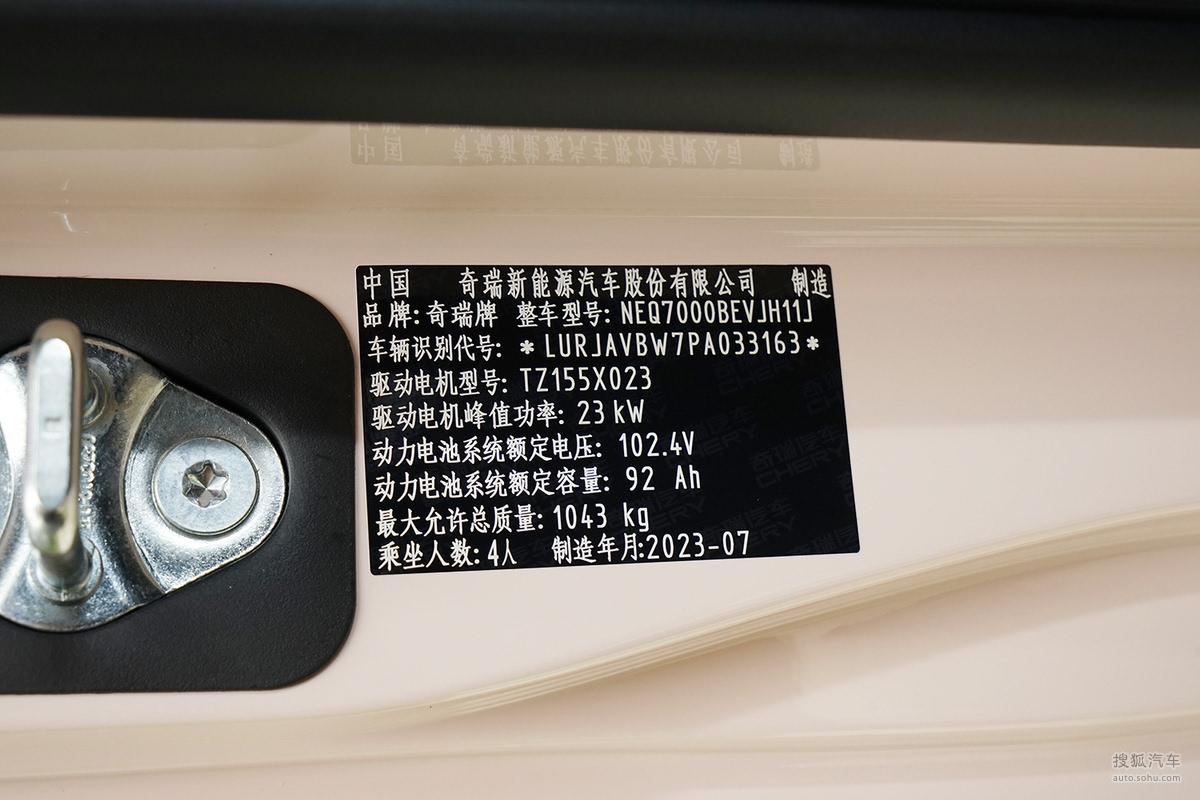 中国 奇瑞新能源汽车股份有限公司 制造
品牌:奇瑞牌 整车型号: NEQ7000BEVJH11J
车辆识别代号: *LURJAVBW7PA033163*
驱动电机型号: TZ155X023
驱动电机峰值功率: 23 kW
动力电池系统额定电压: 102.4V
动力电池系统额定容量: 92 Ah
最大允许总质量: 1043 kg
乘坐人数: 4人 制造年月:2023-07
搜狐汽车
auto.sohu.com